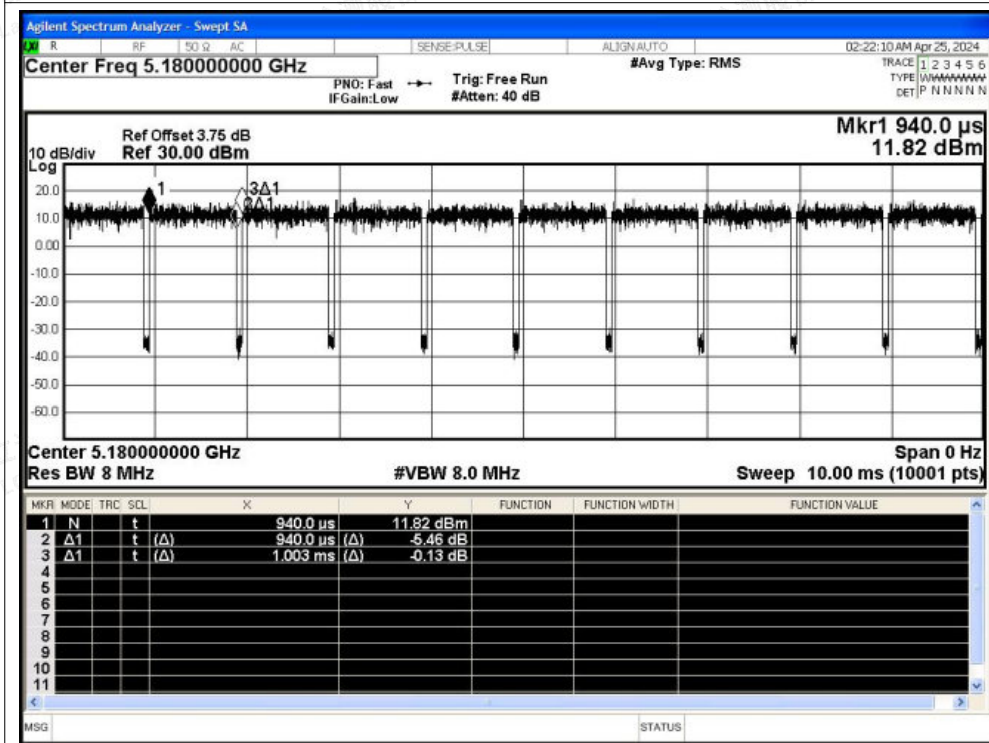 Agilent Spectrum Analyzer - Swept SA
LXI R RF 50 Ω AC SENSE:PULSE ALIGN AUTO 02:22:10 AM Apr 25, 2024
Center Freq 5.180000000 GHz #Avg Type: RMS TRACE 1 2 3 4 5 6
PNO: Fast Trig: Free Run TYPE WWWWWW
IFGain:Low #Atten: 40 dB DET P N N N N N
Mkr1 940.0 µs
Ref Offset 3.75 dB
10 dB/div Ref 30.00 dBm 11.82 dBm
Log
20.0
1 3Δ1
2Δ1
10.0
0.00
-10.0
-20.0
-30.0
-40.0
-50.0
-60.0
Center 5.180000000 GHz Span 0 Hz
Res BW 8 MHz #VBW 8.0 MHz Sweep 10.00 ms (10001 pts)
MKR MODE TRC SCL X Y FUNCTION FUNCTION WIDTH FUNCTION VALUE
1 N t 940.0 µs 11.82 dBm
2 Δ1 t (Δ) 940.0 µs (Δ) -5.46 dB
3 Δ1 t (Δ) 1.003 ms (Δ) -0.13 dB
4
5
6
7
8
9
10
11
MSG STATUS